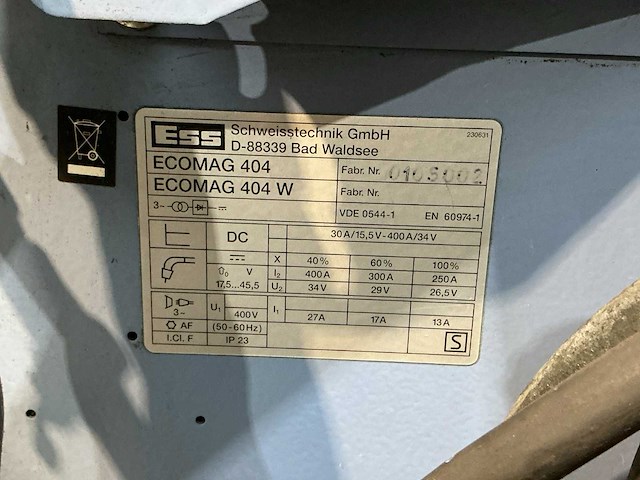 ESS Schweisstechnik GmbH 230631
D-88339 Bad Waldsee
ECOMAG 404 Fabr. Nr.
ECOMAG 404 W Fabr. Nr.
3~ VDE 0544-1 EN 60974-1
DC 30A/15,5V-400A/34V
X 40% 60% 100%
U₀ V I₂ 400A 300A 250A
17,5...45,5 U₂ 34V 29V 26,5V
3~ U₁ 400V I₁ 27A 17A 13A
AF (50-60Hz)
I.Cl. F IP 23 S